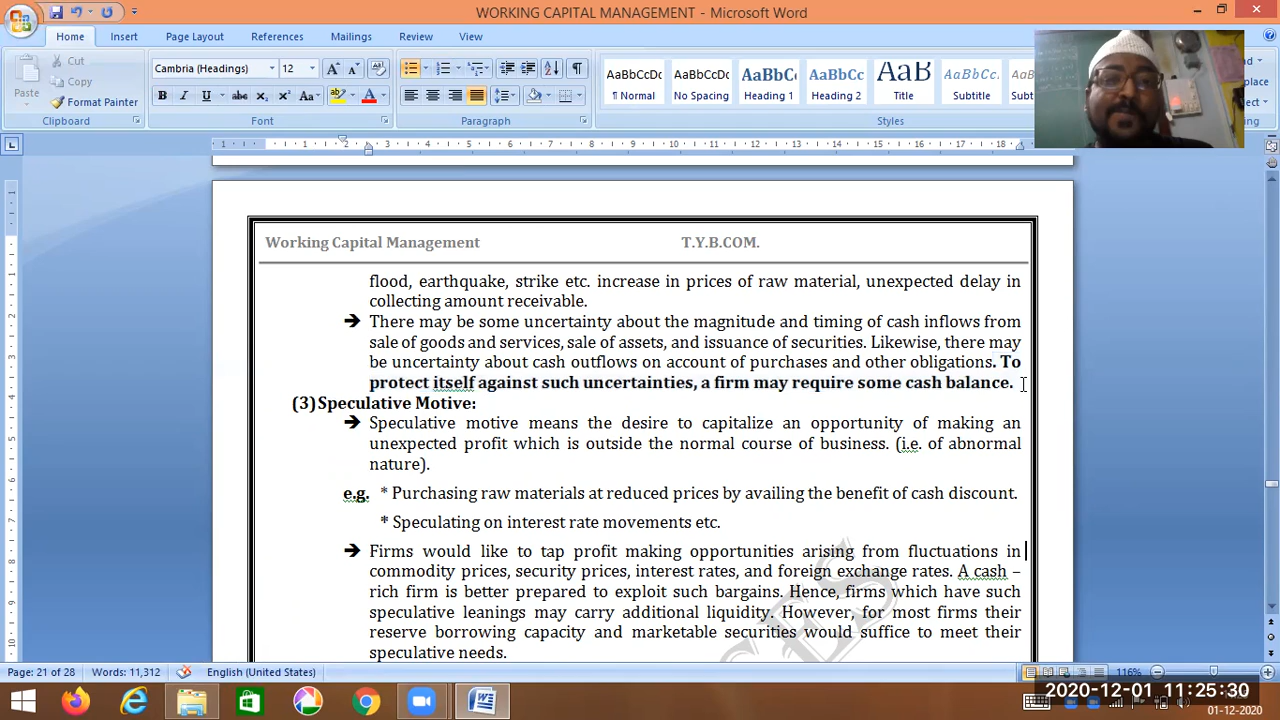 WORKING CAPITAL MANAGEMENT - Microsoft Word
Home Insert Page Layout References Mailings Review View
Cut
Copy
Format Painter
Paste
Clipboard
Cambria (Headings) 12
Font
Paragraph
AaBbCcDc AaBbCcDc AaBbC AaBbCc AaB AaBbCc
¶ Normal No Spacing Heading 1 Heading 2 Title Subtitle
Styles
Working Capital Management T.Y.B.COM.
flood, earthquake, strike etc. increase in prices of raw material, unexpected delay in
collecting amount receivable.
➔ There may be some uncertainty about the magnitude and timing of cash inflows from
sale of goods and services, sale of assets, and issuance of securities. Likewise, there may
be uncertainty about cash outflows on account of purchases and other obligations. To
protect itself against such uncertainties, a firm may require some cash balance.
(3) Speculative Motive:
➔ Speculative motive means the desire to capitalize an opportunity of making an
unexpected profit which is outside the normal course of business. (i.e. of abnormal
nature).
e.g. * Purchasing raw materials at reduced prices by availing the benefit of cash discount.
* Speculating on interest rate movements etc.
➔ Firms would like to tap profit making opportunities arising from fluctuations in
commodity prices, security prices, interest rates, and foreign exchange rates. A cash –
rich firm is better prepared to exploit such bargains. Hence, firms which have such
speculative leanings may carry additional liquidity. However, for most firms their
reserve borrowing capacity and marketable securities would suffice to meet their
speculative needs.
Page: 21 of 28 Words: 11,312 English (United States) 116%
2020-12-01 11:25:30
01-12-2020